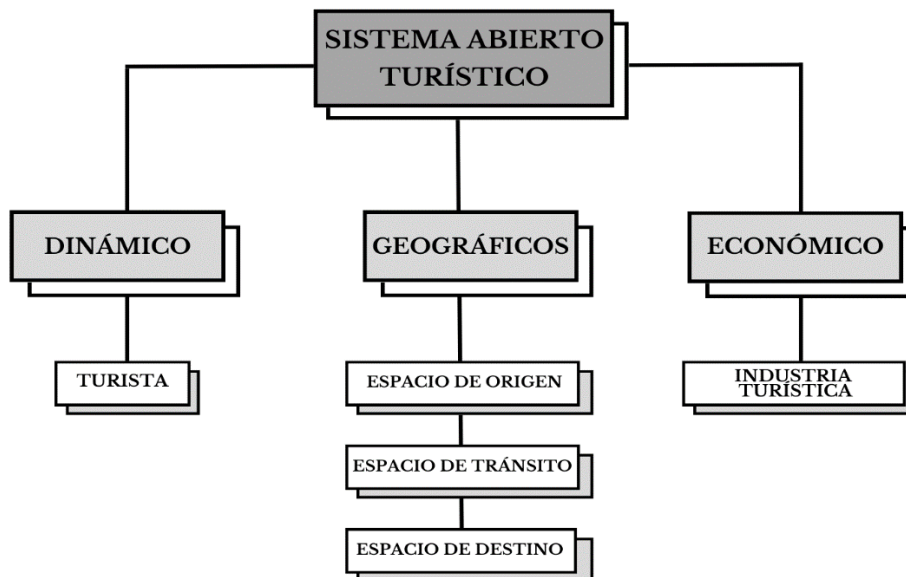 SISTEMA ABIERTO
TURÍSTICO
DINÁMICO
GEOGRÁFICOS
ECONÓMICO
TURISTA
ESPACIO DE ORIGEN
INDUSTRIA
TURÍSTICA
ESPACIO DE TRÁNSITO
ESPACIO DE DESTINO